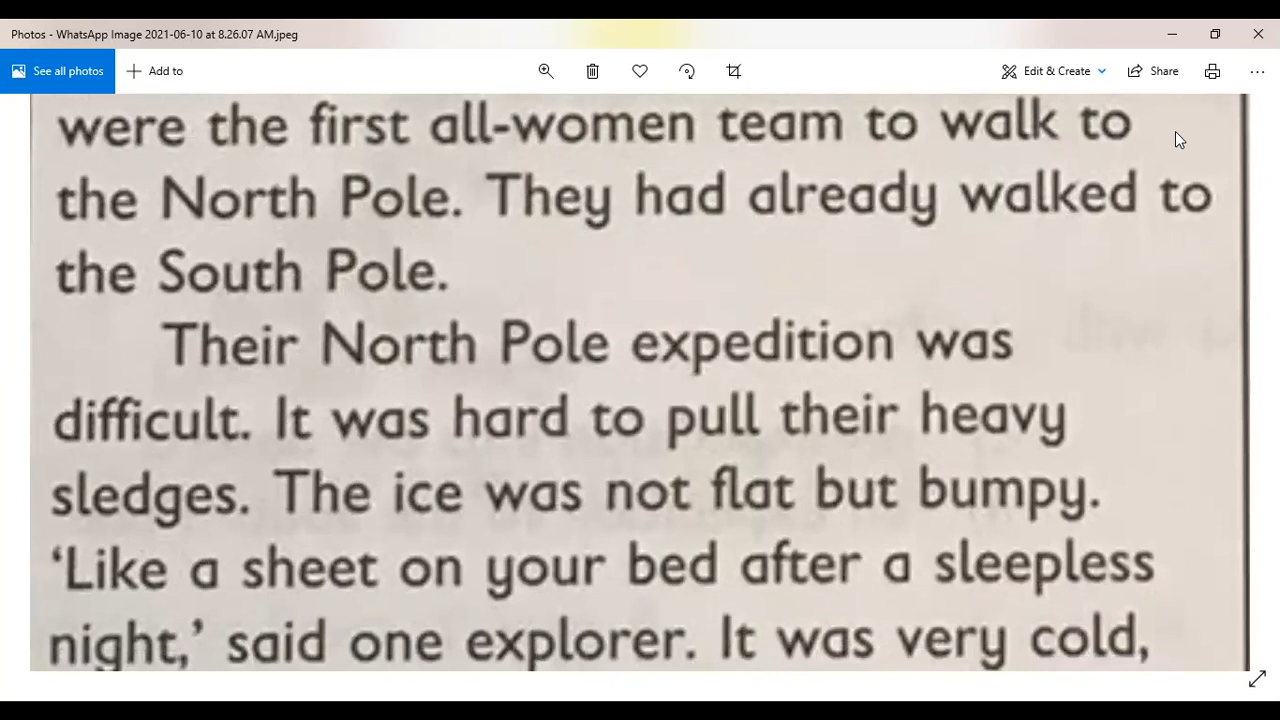 Photos - WhatsApp Image 2021-06-10 at 8.26.07 AM.jpeg
See all photos
Add to
Edit & Create
Share
were the first all-women team to walk to
the North Pole. They had already walked to
the South Pole.
Their North Pole expedition was
difficult. It was hard to pull their heavy
sledges. The ice was not flat but bumpy.
‘Like a sheet on your bed after a sleepless
night,’ said one explorer. It was very cold,